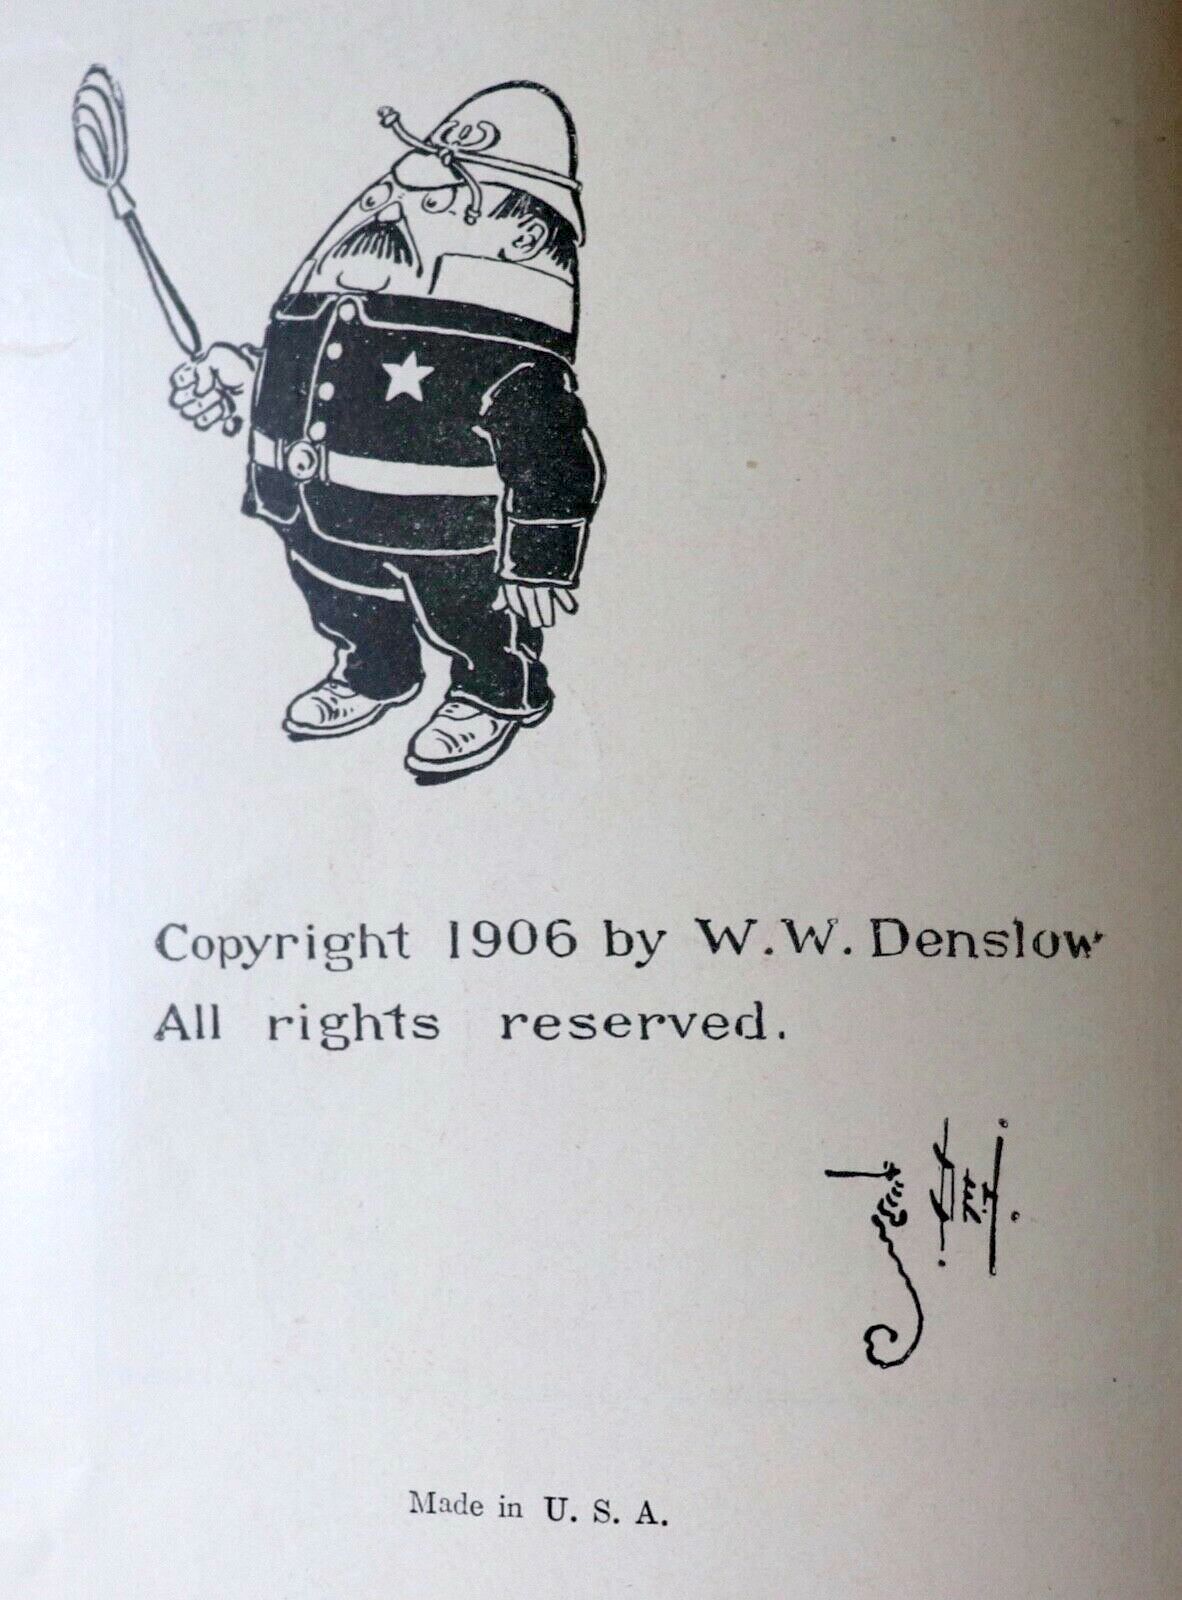 Copyright 1906 by W. W. Denslow
All rights reserved.
Made in U. S. A.